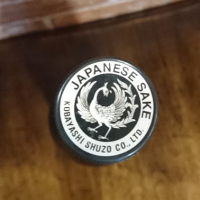 JAPANESE SAKE
KOBAYASHI SHUZO CO., LTD.